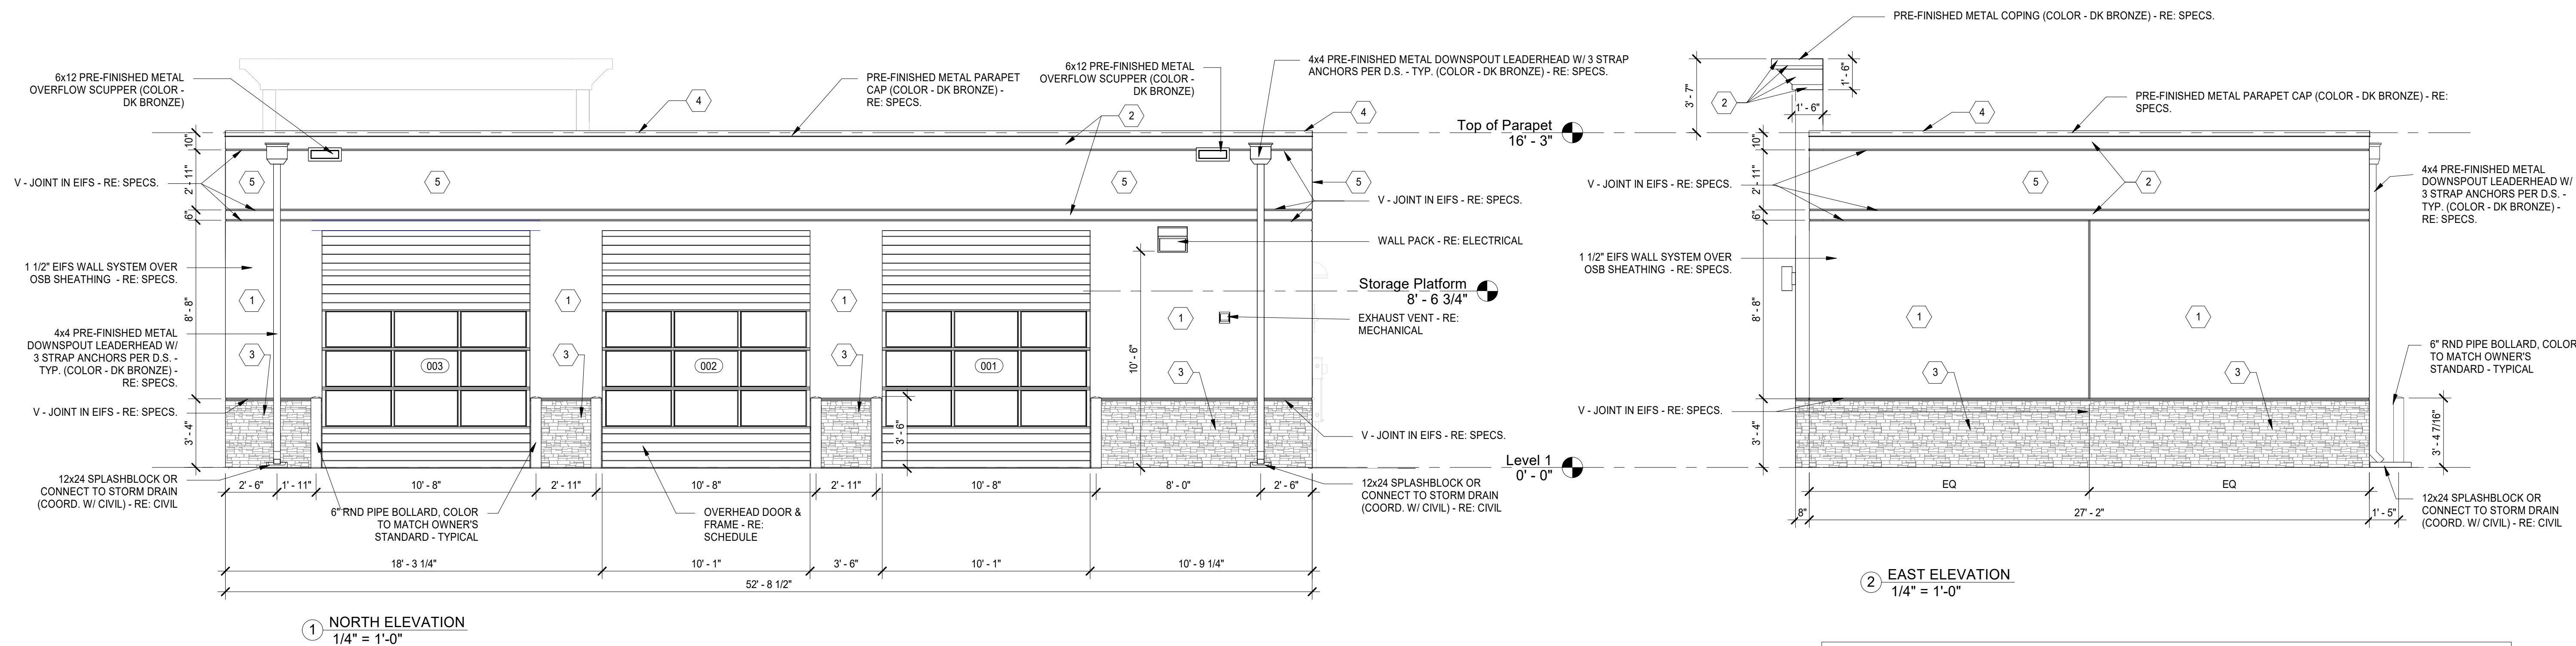 PRE-FINISHED METAL COPING (COLOR - DK BRONZE) - RE: SPECS.
6x12 PRE-FINISHED METAL
OVERFLOW SCUPPER (COLOR -
DK BRONZE)
PRE-FINISHED METAL PARAPET
CAP (COLOR - DK BRONZE) -
RE: SPECS.
6x12 PRE-FINISHED METAL
OVERFLOW SCUPPER (COLOR -
DK BRONZE)
4x4 PRE-FINISHED METAL DOWNSPOUT LEADERHEAD W/ 3 STRAP
ANCHORS PER D.S. - TYP. (COLOR - DK BRONZE) - RE: SPECS.
4
2
4
Top of Parapet
16' - 3"
10"
2' - 11"
6"
8' - 8"
3' - 4"
V - JOINT IN EIFS - RE: SPECS.
5
5
5
5
V - JOINT IN EIFS - RE: SPECS.
WALL PACK - RE: ELECTRICAL
1 1/2" EIFS WALL SYSTEM OVER
OSB SHEATHING - RE: SPECS.
Storage Platform
8' - 6 3/4"
1
1
1
1
EXHAUST VENT - RE:
MECHANICAL
4x4 PRE-FINISHED METAL
DOWNSPOUT LEADERHEAD W/
3 STRAP ANCHORS PER D.S. -
TYP. (COLOR - DK BRONZE) -
RE: SPECS.
3
3
3
3
003
002
001
10' - 6"
3' - 6"
V - JOINT IN EIFS - RE: SPECS.
V - JOINT IN EIFS - RE: SPECS.
Level 1
0' - 0"
12x24 SPLASHBLOCK OR
CONNECT TO STORM DRAIN
(COORD. W/ CIVIL) - RE: CIVIL
2' - 6"
1' - 11"
10' - 8"
2' - 11"
10' - 8"
2' - 11"
10' - 8"
8' - 0"
2' - 6"
12x24 SPLASHBLOCK OR
CONNECT TO STORM DRAIN
(COORD. W/ CIVIL) - RE: CIVIL
6" RND PIPE BOLLARD, COLOR
TO MATCH OWNER'S
STANDARD - TYPICAL
OVERHEAD DOOR &
FRAME - RE:
SCHEDULE
18' - 3 1/4"
10' - 1"
3' - 6"
10' - 1"
10' - 9 1/4"
52' - 8 1/2"
1
NORTH ELEVATION
1/4" = 1'-0"
3' - 7"
1' - 6"
1' - 6"
2
PRE-FINISHED METAL PARAPET CAP (COLOR - DK BRONZE) - RE:
SPECS.
4
10"
2' - 11"
6"
8' - 8"
3' - 4"
V - JOINT IN EIFS - RE: SPECS.
5
2
4x4 PRE-FINISHED METAL
DOWNSPOUT LEADERHEAD W/
3 STRAP ANCHORS PER D.S. -
TYP. (COLOR - DK BRONZE) -
RE: SPECS.
1 1/2" EIFS WALL SYSTEM OVER
OSB SHEATHING - RE: SPECS.
1
1
3
3
6" RND PIPE BOLLARD, COLOR
TO MATCH OWNER'S
STANDARD - TYPICAL
V - JOINT IN EIFS - RE: SPECS.
3' - 4 7/16"
EQ
EQ
8"
27' - 2"
1' - 5"
12x24 SPLASHBLOCK OR
CONNECT TO STORM DRAIN
(COORD. W/ CIVIL) - RE: CIVIL
2
EAST ELEVATION
1/4" = 1'-0"